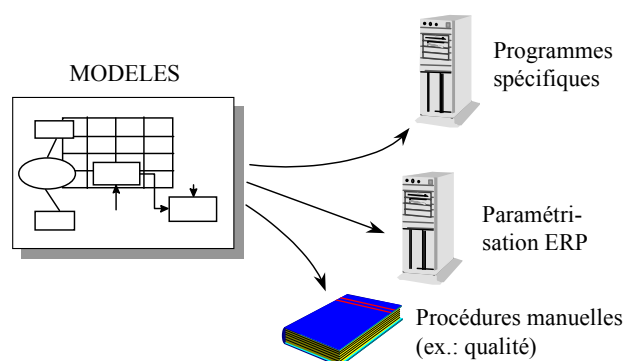 MODELES
Programmes
spécifiques
Paramétri-
sation ERP
Procédures manuelles
(ex.: qualité)